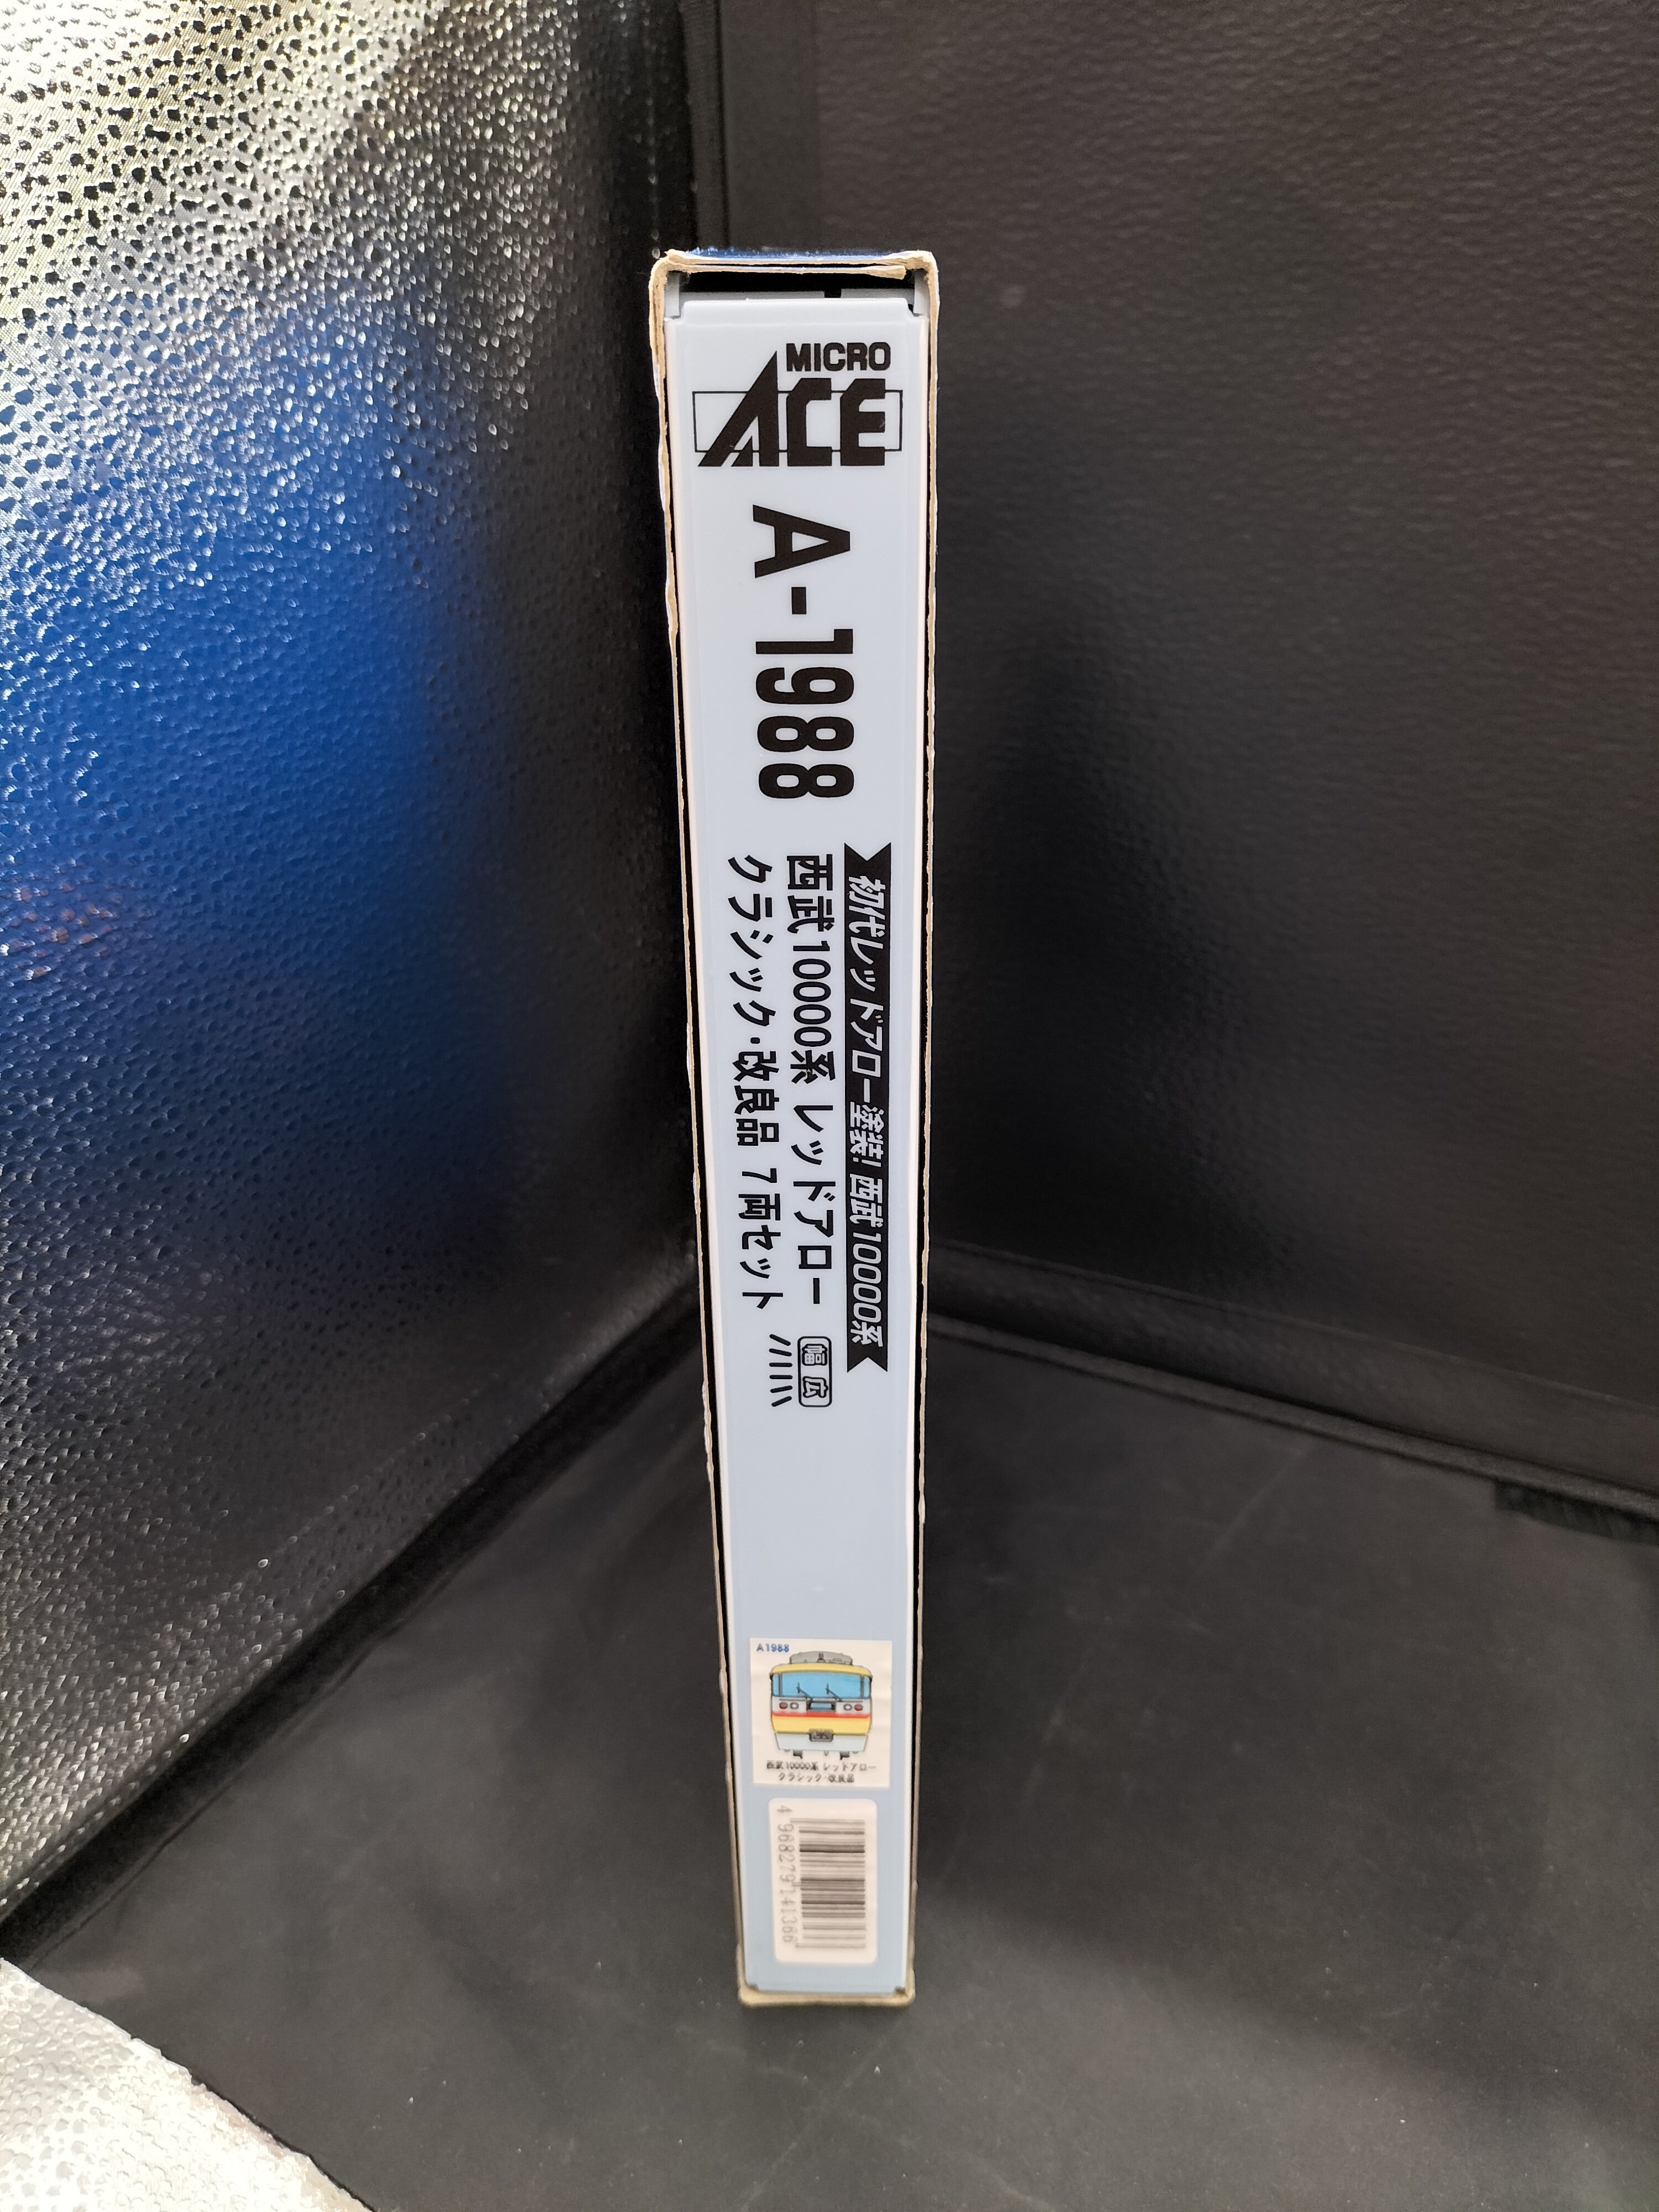 MICRO
ACE
A-1988
初代レッドアロー塗装! 西武10000系
西武10000系 レッドアロー
クラシック・改良品 7両セット
幅 広
A1988
西武10000系 レッドアロー
クラシック・改良品
4 968279 141366